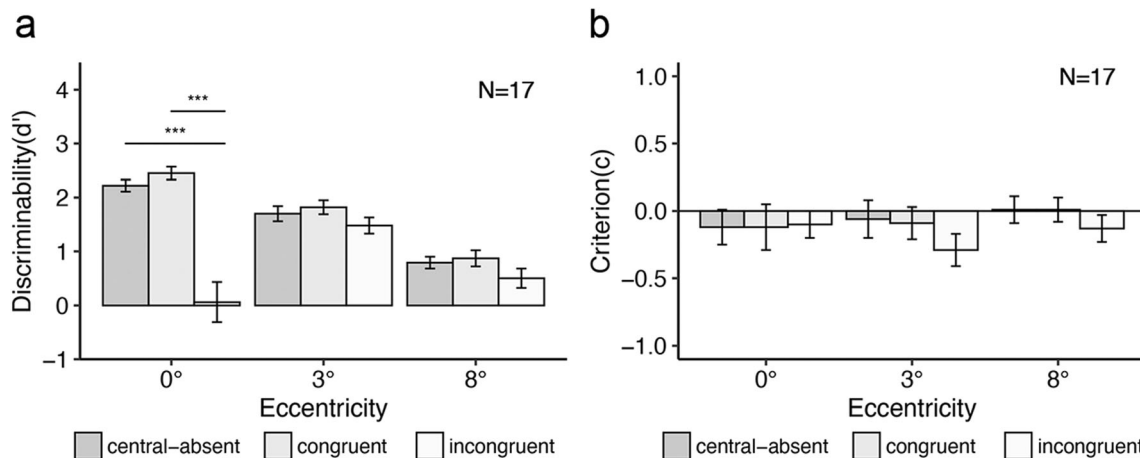 a
N=17
***
***
Discriminability(d')
4
3
2
1
0
−1
0°
3°
8°
Eccentricity
central−absent
congruent
incongruent
b
N=17
Criterion(c)
1.0
0.5
0.0
−0.5
−1.0
0°
3°
8°
Eccentricity
central−absent
congruent
incongruent